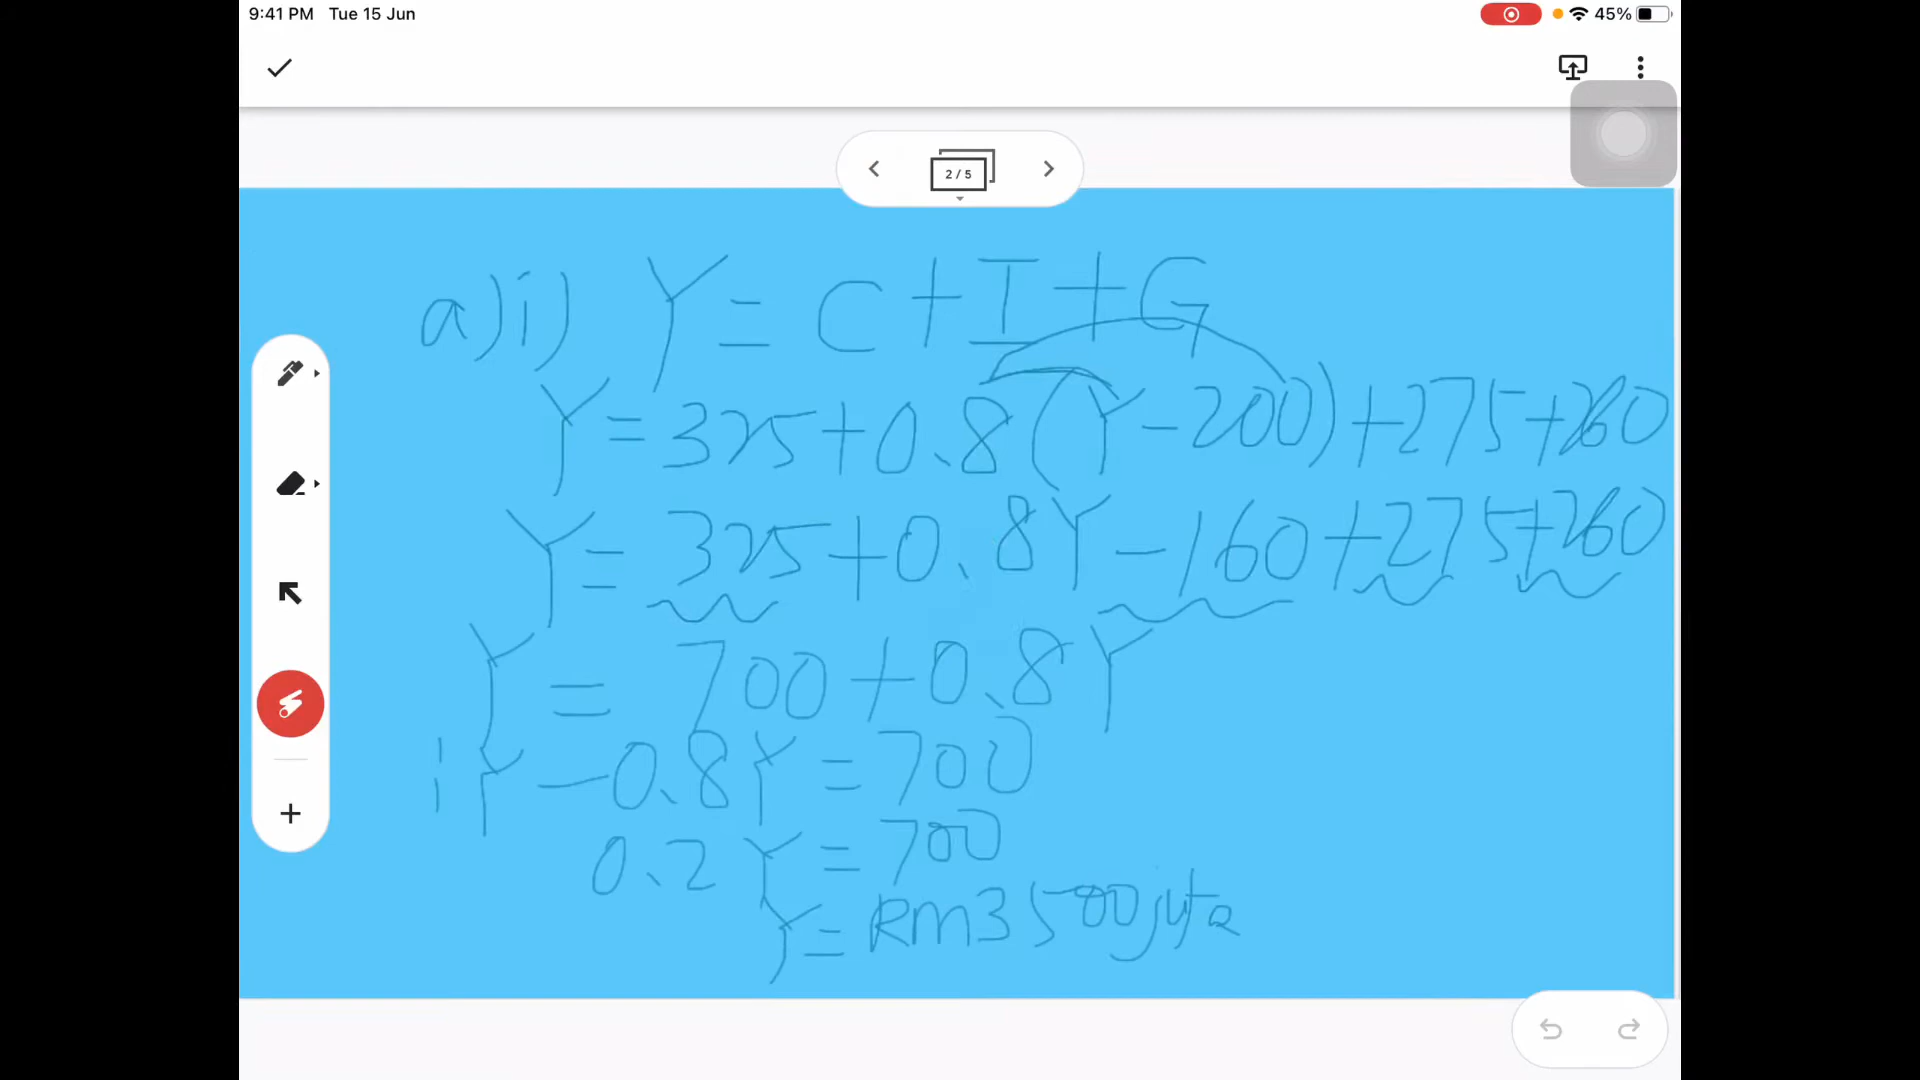 9:41 PM Tue 15 Jun 45%
2 / 5
a)i) Y = C + I + G
Y = 325 + 0.8 (Y - 200) + 275 + 260
Y = 325 + 0.8Y - 160 + 275 + 260
Y = 700 + 0.8Y
1Y - 0.8Y = 700
0.2Y = 700
Y = RM3500juta